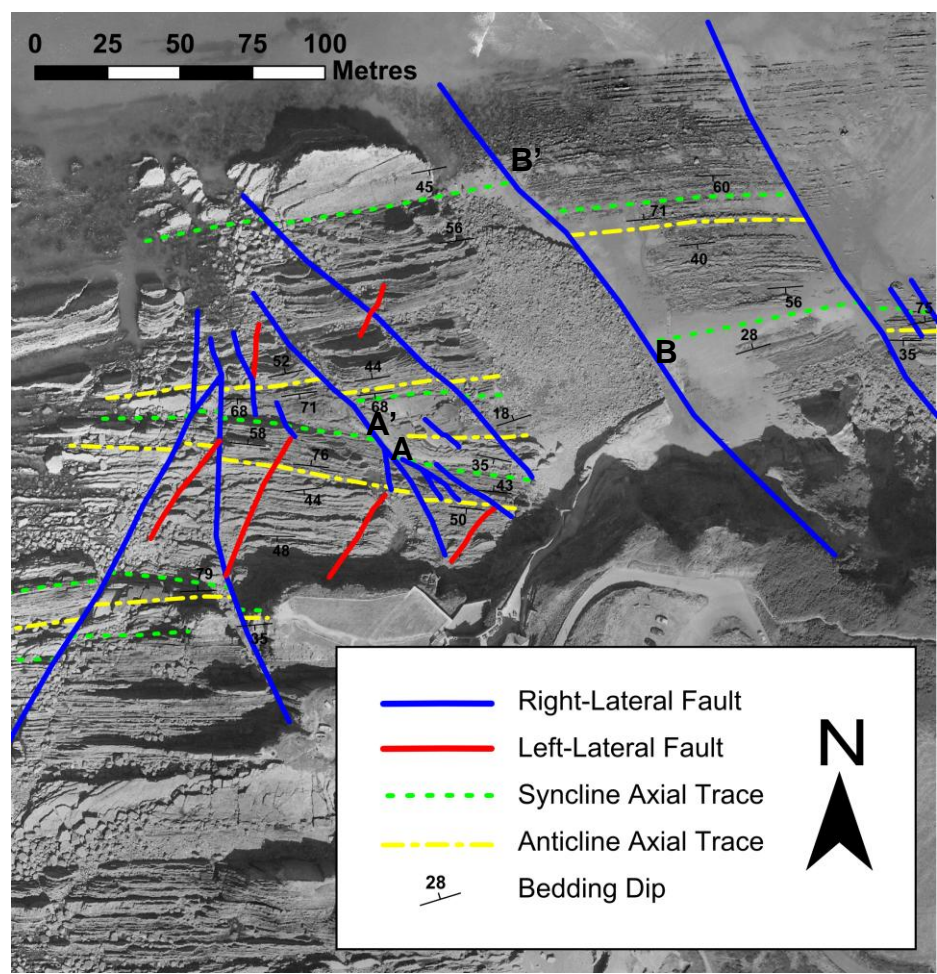 0 25 50 75 100
Metres
B'
45
60
56
71
40
56
75
28
B
35
52
44
68
71
68
18
A'
58
A
76
35
44
43
50
48
79
35
Right-Lateral Fault
Left-Lateral Fault
Syncline Axial Trace
Anticline Axial Trace
28 Bedding Dip
N